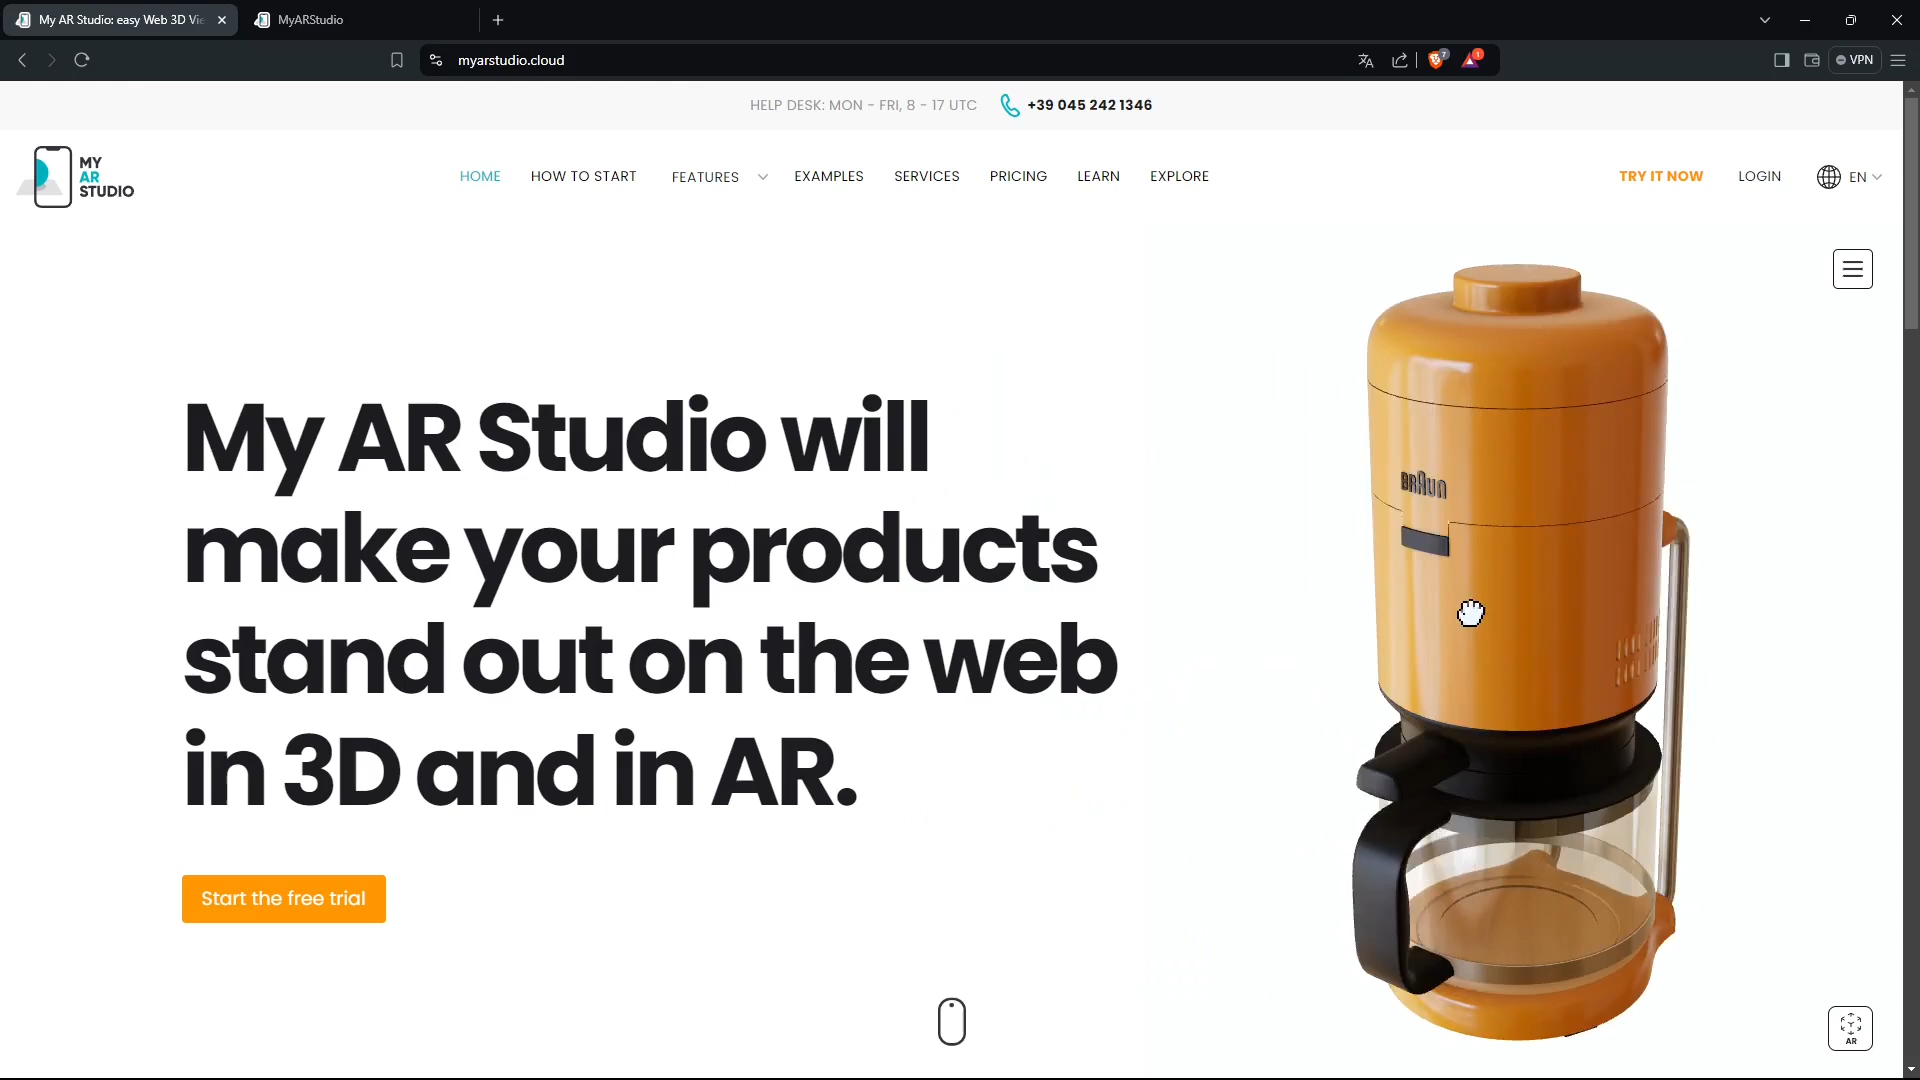 My AR Studio: easy Web 3D Vie
MyARStudio
myarstudio.cloud
7
1
VPN
HELP DESK: MON - FRI, 8 - 17 UTC
+39 045 242 1346
MY
AR
STUDIO
HOME
HOW TO START
FEATURES
EXAMPLES
SERVICES
PRICING
LEARN
EXPLORE
TRY IT NOW
LOGIN
EN
My AR Studio will
make your products
stand out on the web
in 3D and in AR.
BRAUN
Start the free trial
AR